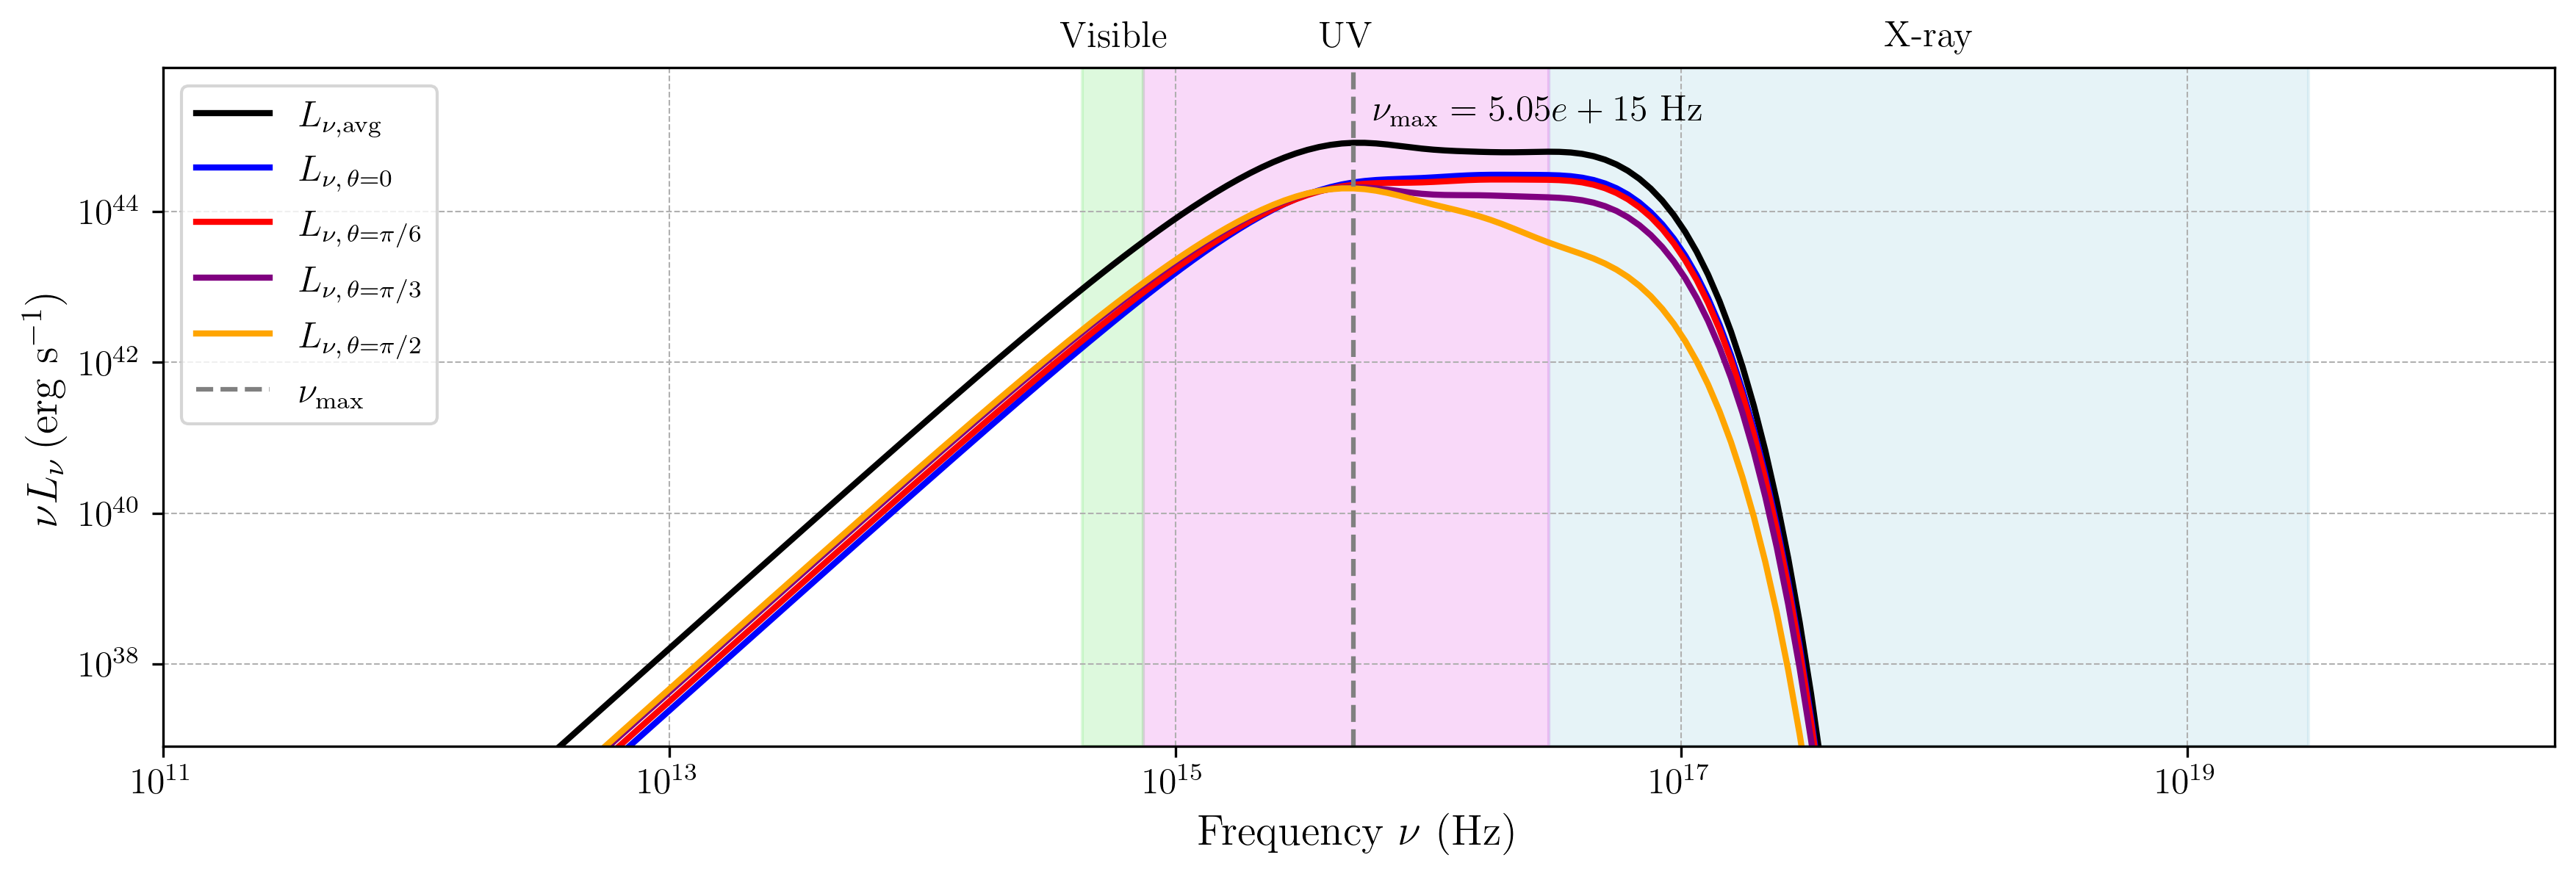 Visible UV X-ray
ν_max = 5.05e + 15 Hz
L_ν,avg
L_ν, θ=0
L_ν, θ=π/6
L_ν, θ=π/3
L_ν, θ=π/2
ν_max
10^44
10^42
10^40
10^38
ν L_ν (erg s^−1)
10^11 10^13 10^15 10^17 10^19
Frequency ν (Hz)